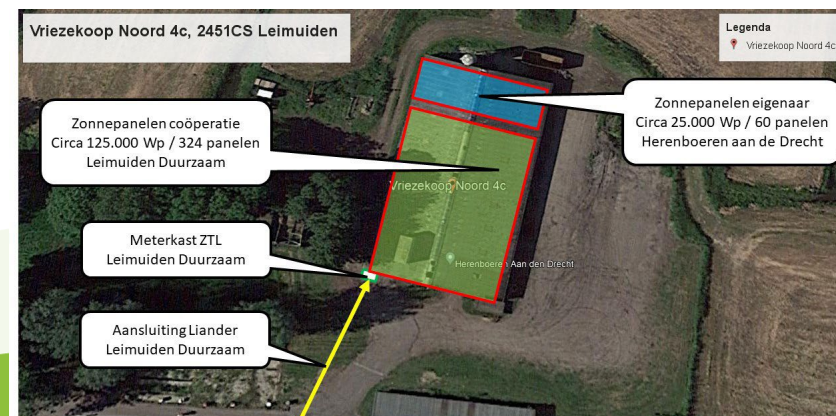 Vriezekoop Noord 4c, 2451CS Leimuiden
Legenda
Vriezekoop Noord 4c
Zonnepanelen coöperatie
Circa 125.000 Wp / 324 panelen
Leimuiden Duurzaam
Zonnepanelen eigenaar
Circa 25.000 Wp / 60 panelen
Herenboeren aan de Drecht
Vriezekoop Noord 4c
Meterkast ZTL
Leimuiden Duurzaam
Herenboeren Aan den Drecht
Aansluiting Liander
Leimuiden Duurzaam